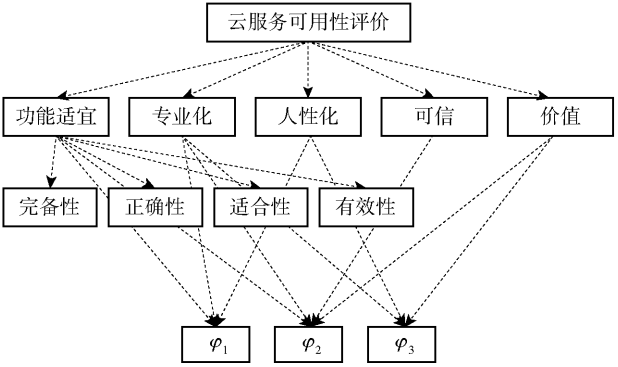 云服务可用性评价
功能适宜 专业化 人性化 可信 价值
完备性 正确性 适合性 有效性
φ₁ φ₂ φ₃